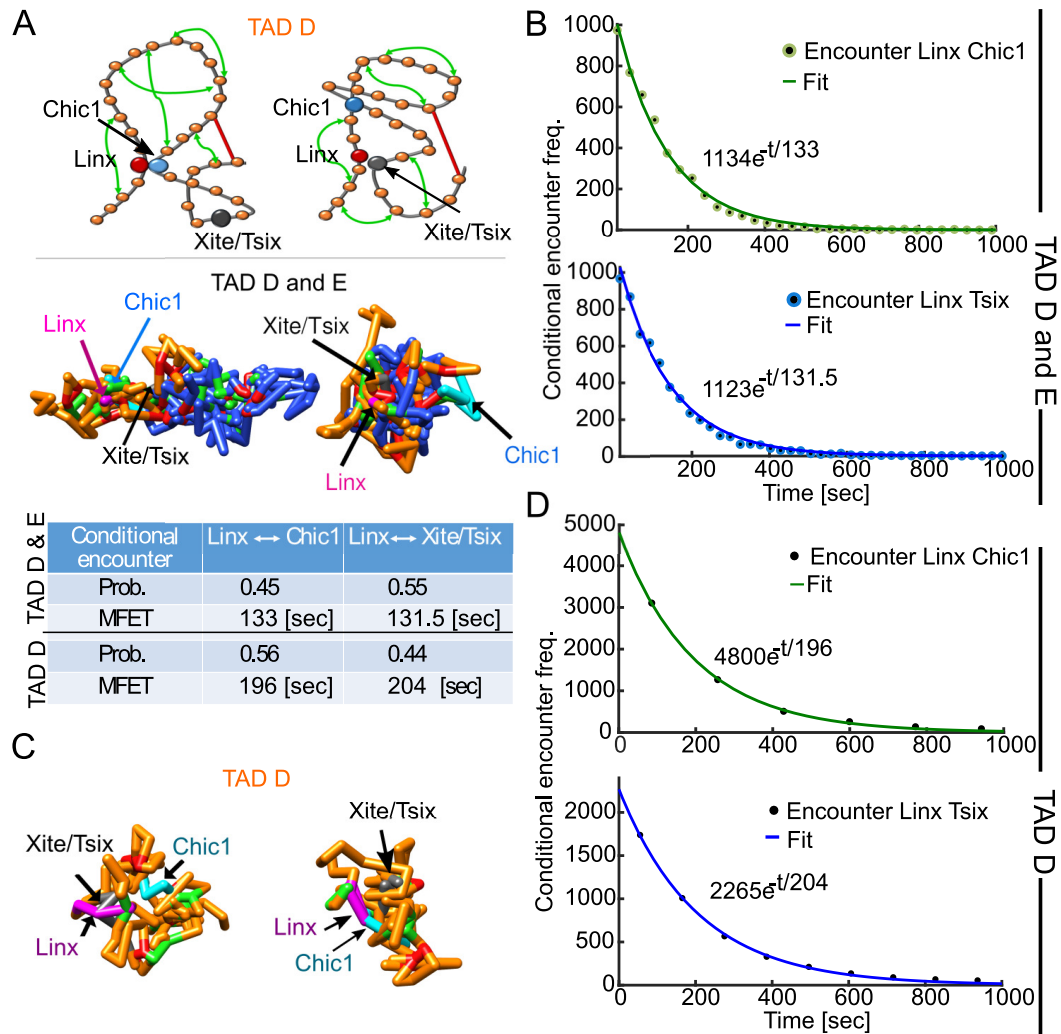 A
TAD D
Chic1
Linx
Xite/Tsix
Chic1
Linx
Xite/Tsix
TAD D and E
Chic1
Linx
Xite/Tsix
Xite/Tsix
Linx
Chic1
TAD D & E
Conditional encounter
Linx ↔ Chic1
Linx ↔ Xite/Tsix
Prob. 0.45 0.55
MFET 133 [sec] 131.5 [sec]
TAD D
Prob. 0.56 0.44
MFET 196 [sec] 204 [sec]
B
Conditional encounter freq.
1000
800
600
400
200
0
Encounter Linx Chic1
Fit
1134e-t/133
200 400 600 800 1000
1000
800
600
400
200
0
Encounter Linx Tsix
Fit
1123e-t/131.5
200 400 600 800 1000
Time [sec]
TAD D and E
C
TAD D
Xite/Tsix
Chic1
Linx
Xite/Tsix
Linx
Chic1
D
Conditional encounter freq.
5000
4000
3000
2000
1000
0
Encounter Linx Chic1
Fit
4800e-t/196
0 200 400 600 800 1000
2000
1500
1000
500
0
Encounter Linx Tsix
Fit
2265e-t/204
0 200 400 600 800 1000
Time [sec]
TAD D